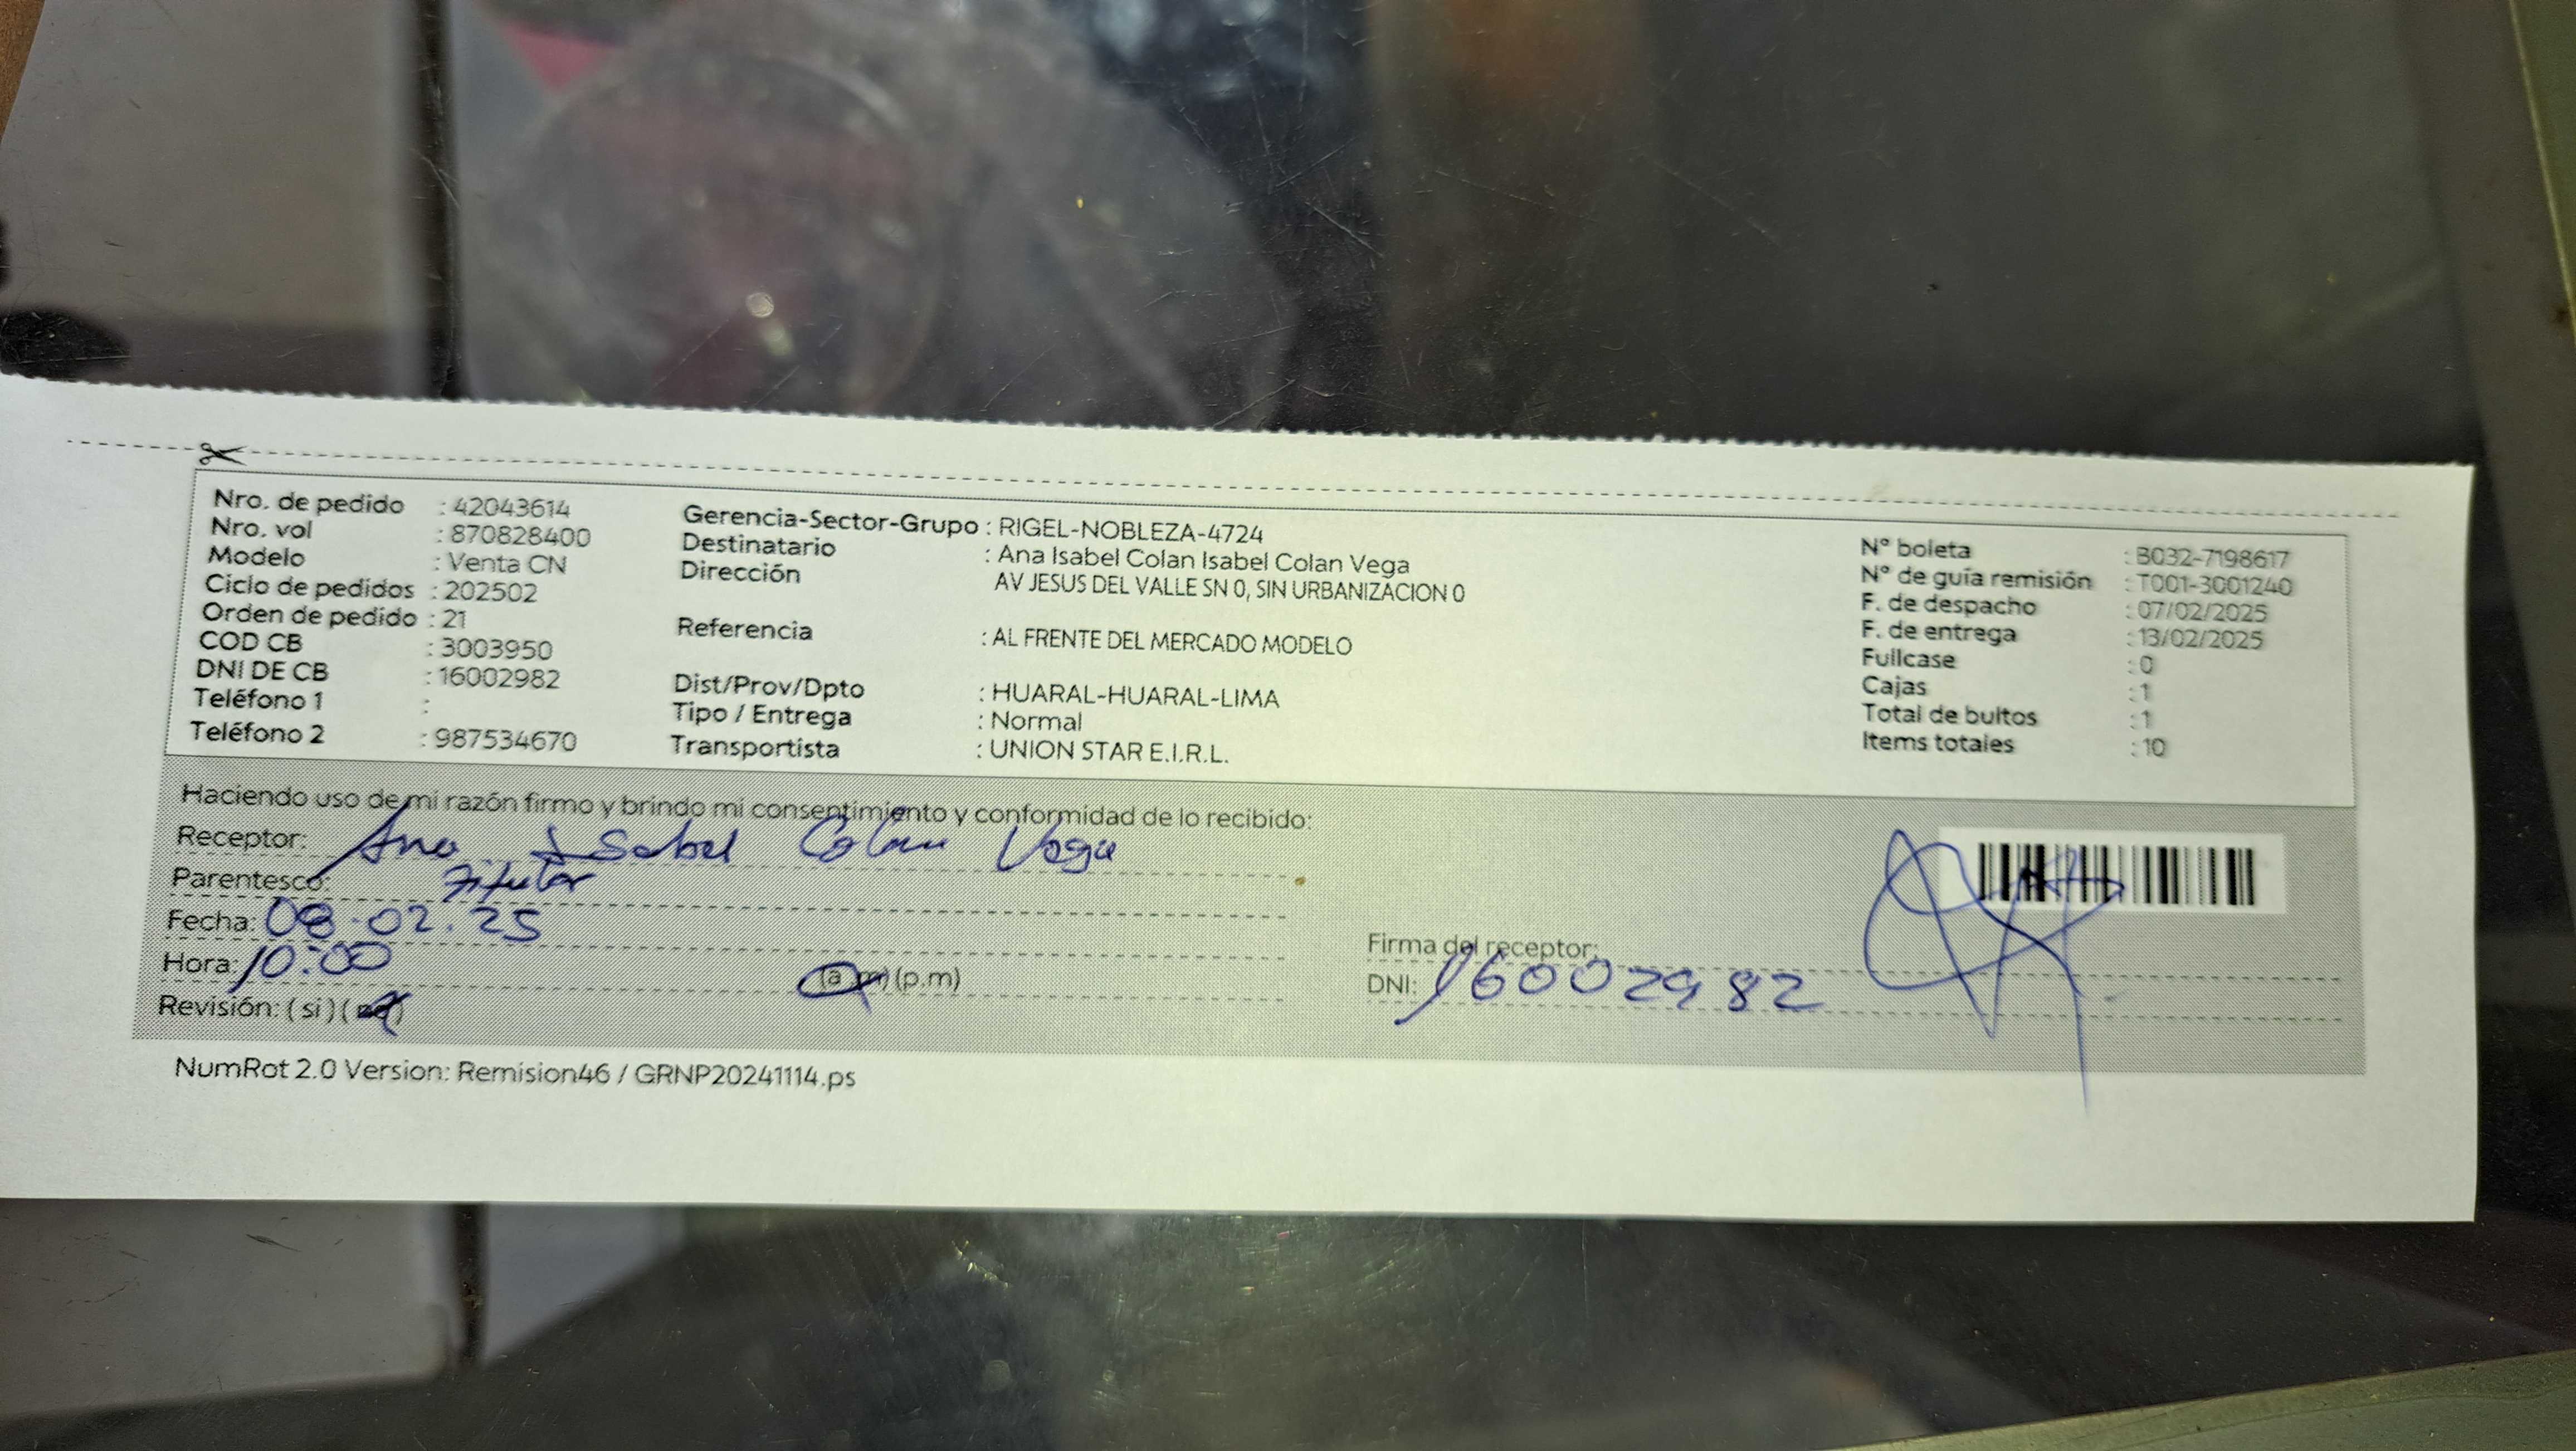 Nro. de pedido : 42043614
Nro. vol : 870828400
Modelo : Venta CN
Ciclo de pedidos : 202502
Orden de pedido : 21
COD CB : 3003950
DNI DE CB : 16002982
Teléfono 1 :
Teléfono 2 : 987534670
Gerencia-Sector-Grupo : RIGEL-NOBLEZA-4724
Destinatario : Ana Isabel Colan Isabel Colan Vega
Dirección AV JESUS DEL VALLE SN 0, SIN URBANIZACION 0
Referencia : AL FRENTE DEL MERCADO MODELO
Dist/Prov/Dpto : HUARAL-HUARAL-LIMA
Tipo / Entrega : Normal
Transportista : UNION STAR E.I.R.L.
N° boleta : B032-7198617
N° de guía remisión : T001-3001240
F. de despacho : 07/02/2025
F. de entrega : 13/02/2025
Fullcase : 0
Cajas : 1
Total de bultos : 1
Items totales : 10
Haciendo uso de mi razón firmo y brindo mi consentimiento y conformidad de lo recibido:
Receptor: Ana Isabel Colan Vega
Parentesco: Titular
Fecha: 08-02.25
Hora: 10:00 (a.m) (p.m)
Revisión: ( si ) ( no )
Firma del receptor:
DNI: 16002982
NumRot 2.0 Version: Remision46 / GRNP20241114.ps